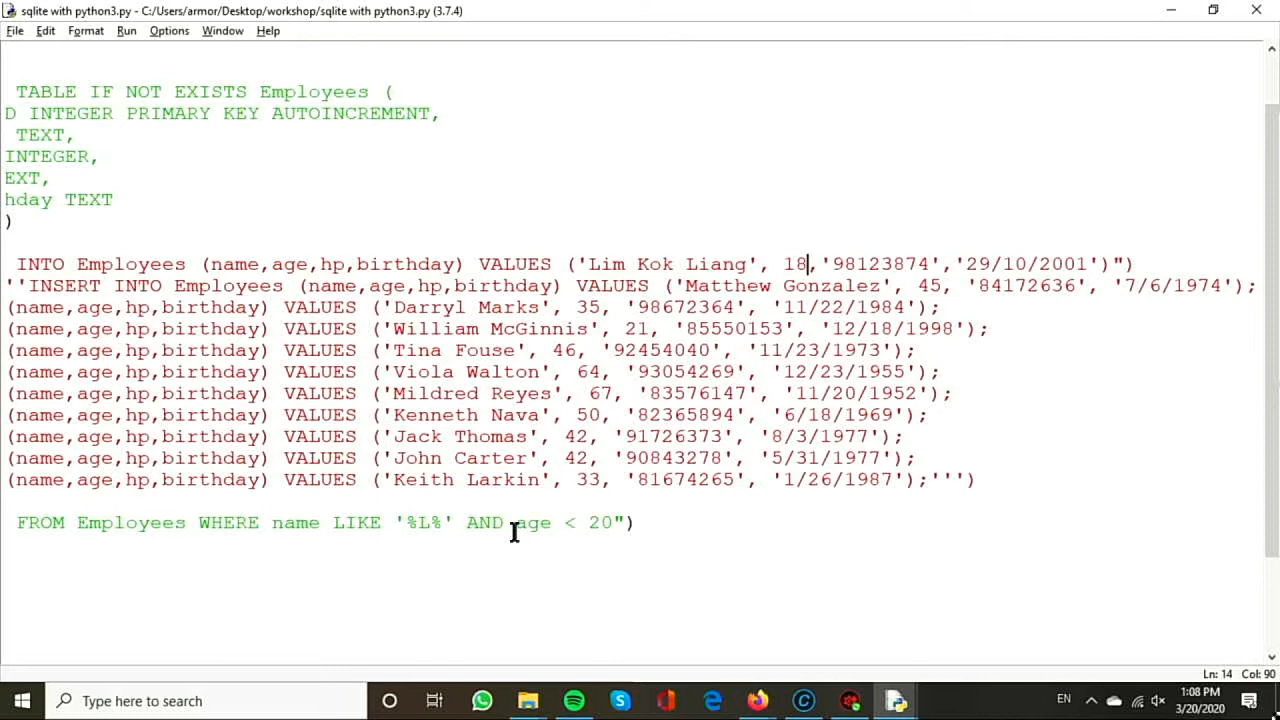 sqlite with python3.py - C:/Users/armor/Desktop/workshop/sqlite with python3.py (3.7.4)
File Edit Format Run Options Window Help
TABLE IF NOT EXISTS Employees (
D INTEGER PRIMARY KEY AUTOINCREMENT,
TEXT,
INTEGER,
EXT,
hday TEXT
)
INTO Employees (name,age,hp,birthday) VALUES ('Lim Kok Liang', 18,'98123874','29/10/2001')")
''INSERT INTO Employees (name,age,hp,birthday) VALUES ('Matthew Gonzalez', 45, '84172636', '7/6/1974');
(name,age,hp,birthday) VALUES ('Darryl Marks', 35, '98672364', '11/22/1984');
(name,age,hp,birthday) VALUES ('William McGinnis', 21, '85550153', '12/18/1998');
(name,age,hp,birthday) VALUES ('Tina Fouse', 46, '92454040', '11/23/1973');
(name,age,hp,birthday) VALUES ('Viola Walton', 64, '93054269', '12/23/1955');
(name,age,hp,birthday) VALUES ('Mildred Reyes', 67, '83576147', '11/20/1952');
(name,age,hp,birthday) VALUES ('Kenneth Nava', 50, '82365894', '6/18/1969');
(name,age,hp,birthday) VALUES ('Jack Thomas', 42, '91726373', '8/3/1977');
(name,age,hp,birthday) VALUES ('John Carter', 42, '90843278', '5/31/1977');
(name,age,hp,birthday) VALUES ('Keith Larkin', 33, '81674265', '1/26/1987');''')
FROM Employees WHERE name LIKE '%L%' AND age < 20")
Ln: 14 Col: 90
Type here to search
EN
1:08 PM
3/20/2020